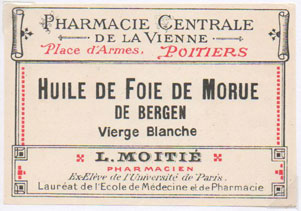 PHARMACIE CENTRALE
DE LA VIENNE
Place d'Armes, POITIERS
HUILE DE FOIE DE MORUE
DE BERGEN
Vierge Blanche
L. MOITIÉ
PHARMACIEN
Ex-Elève de l'Université de Paris.
Lauréat de l'Ecole de Médecine et de Pharmacie